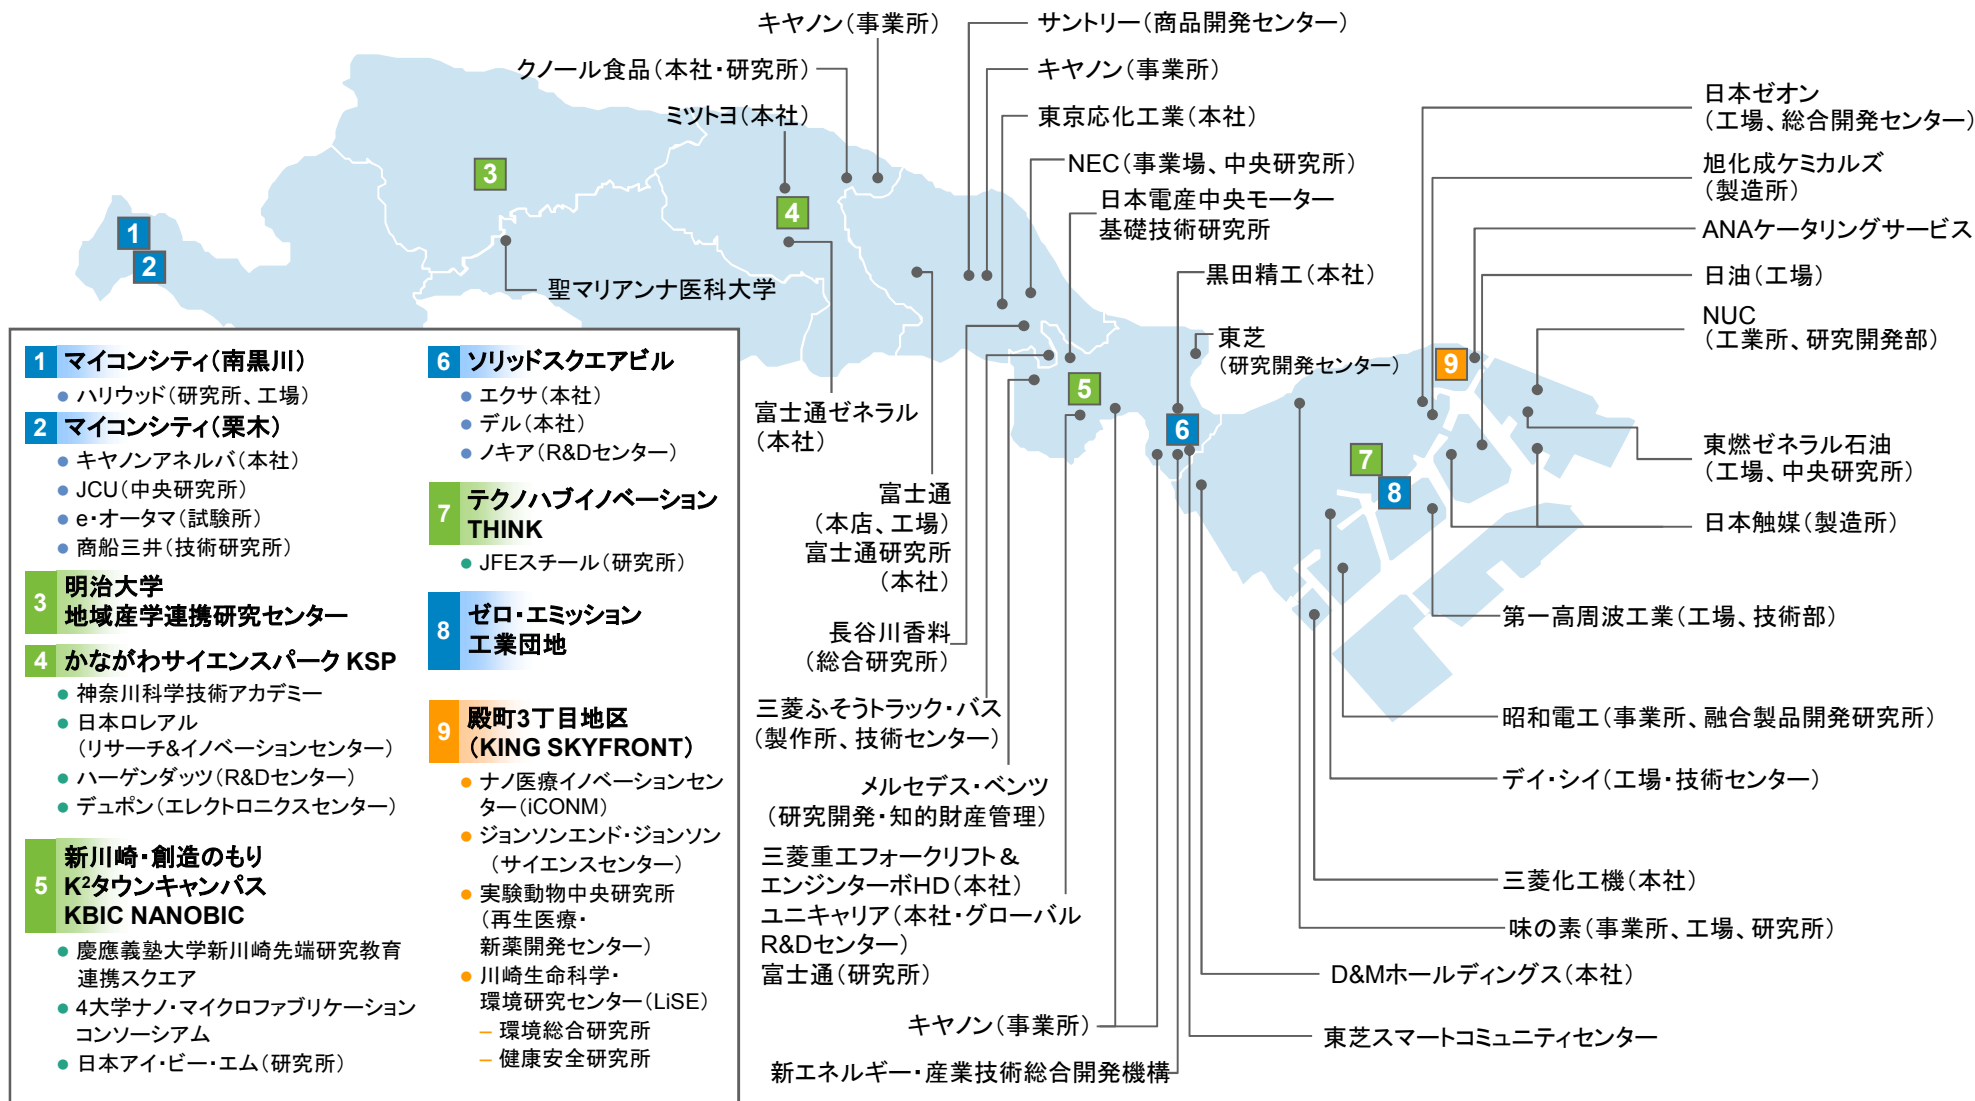 キヤノン(事業所)
サントリー(商品開発センター)
クノール食品(本社・研究所)
キヤノン(事業所)
ミツトヨ(本社)
東京応化工業(本社)
NEC(事業場、中央研究所)
日本電産中央モーター
基礎技術研究所
黒田精工(本社)
東芝
(研究開発センター)
日本ゼオン
(工場、総合開発センター)
旭化成ケミカルズ
(製造所)
ANAケータリングサービス
日油(工場)
NUC
(工業所、研究開発部)
東燃ゼネラル石油
(工場、中央研究所)
日本触媒(製造所)
第一高周波工業(工場、技術部)
昭和電工(事業所、融合製品開発研究所)
デイ・シイ(工場・技術センター)
三菱化工機(本社)
味の素(事業所、工場、研究所)
D&Mホールディングス(本社)
東芝スマートコミュニティセンター
聖マリアンナ医科大学
富士通ゼネラル
(本社)
富士通
(本店、工場)
富士通研究所
(本社)
長谷川香料
(総合研究所)
三菱ふそうトラック・バス
(製作所、技術センター)
メルセデス・ベンツ
(研究開発・知的財産管理)
三菱重工フォークリフト&
エンジンターボHD(本社)
ユニキャリア(本社・グローバル
R&Dセンター)
富士通(研究所)
キヤノン(事業所)
新エネルギー・産業技術総合開発機構
1
2
3
4
5
6
7
8
9
1 マイコンシティ(南黒川)
ハリウッド(研究所、工場)
2 マイコンシティ(栗木)
キヤノンアネルバ(本社)
JCU(中央研究所)
e・オータマ(試験所)
商船三井(技術研究所)
3 明治大学
地域産学連携研究センター
4 かながわサイエンスパーク KSP
神奈川科学技術アカデミー
日本ロレアル
(リサーチ&イノベーションセンター)
ハーゲンダッツ(R&Dセンター)
デュポン(エレクトロニクスセンター)
5 新川崎・創造のもり
K²タウンキャンパス
KBIC NANOBIC
慶應義塾大学新川崎先端研究教育
連携スクエア
4大学ナノ・マイクロファブリケーション
コンソーシアム
日本アイ・ビー・エム(研究所)
6 ソリッドスクエアビル
エクサ(本社)
デル(本社)
ノキア(R&Dセンター)
7 テクノハブイノベーション
THINK
JFEスチール(研究所)
8 ゼロ・エミッション
工業団地
9 殿町3丁目地区
(KING SKYFRONT)
ナノ医療イノベーションセン
ター(iCONM)
ジョンソンエンド・ジョンソン
(サイエンスセンター)
実験動物中央研究所
(再生医療・
新薬開発センター)
川崎生命科学・
環境研究センター(LiSE)
– 環境総合研究所
– 健康安全研究所